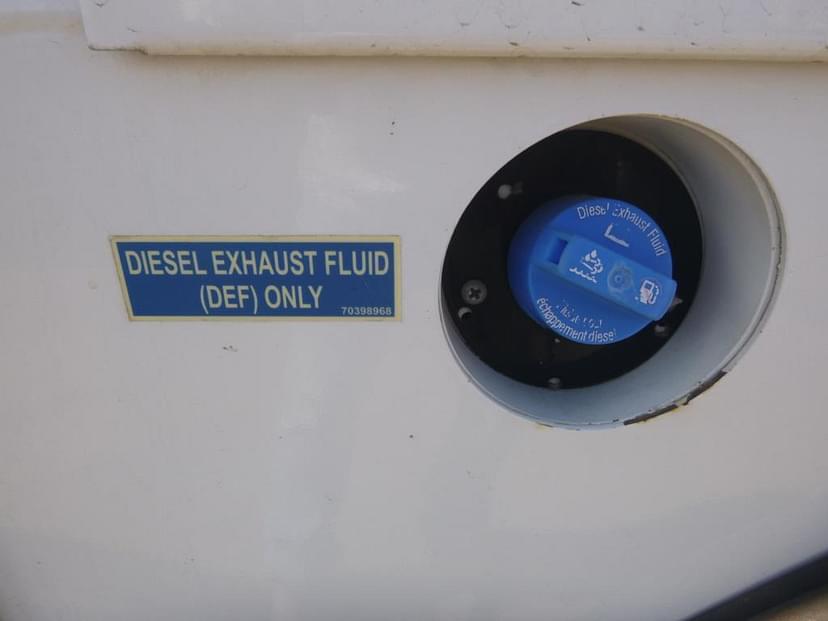 DIESEL EXHAUST FLUID
(DEF) ONLY
70398968
Diesel Exhaust Fluid
échappement diesel